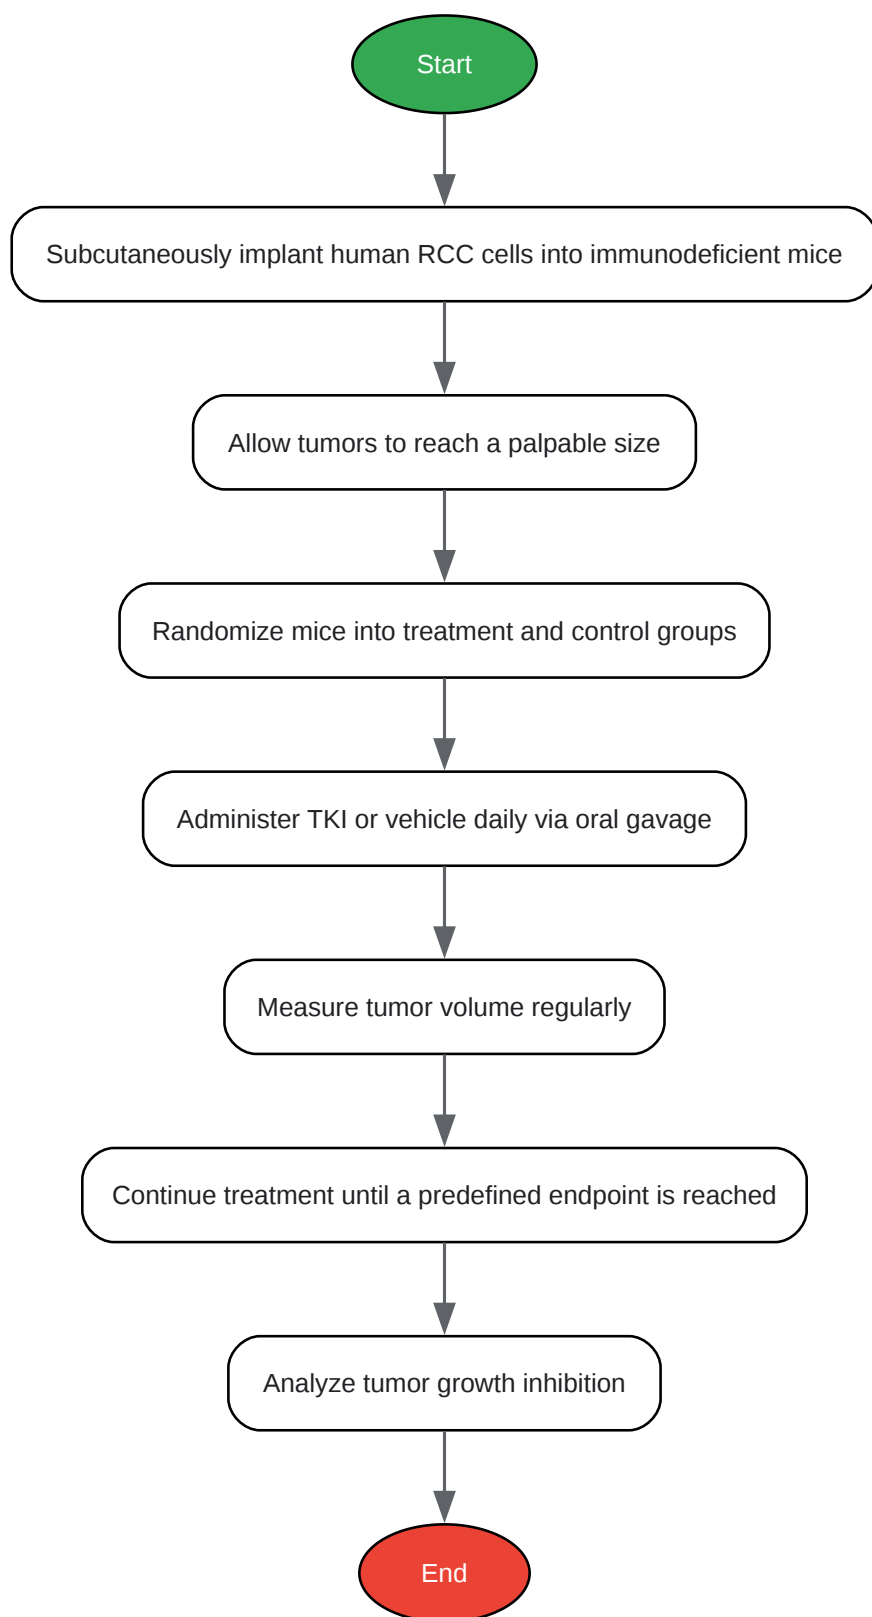 Start
Subcutaneously implant human RCC cells into immunodeficient mice
Allow tumors to reach a palpable size
Randomize mice into treatment and control groups
Administer TKI or vehicle daily via oral gavage
Measure tumor volume regularly
Continue treatment until a predefined endpoint is reached
Analyze tumor growth inhibition
End